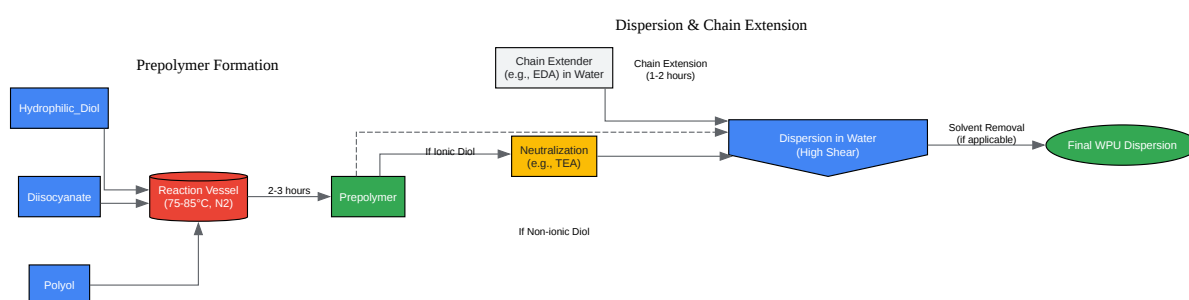 Dispersion & Chain Extension
Prepolymer Formation
Chain Extender
(e.g., EDA) in Water
Chain Extension
(1-2 hours)
Hydrophilic_Diol
Dispersion in Water
(High Shear)
Solvent Removal
(if applicable)
Final WPU Dispersion
If Ionic Diol
Neutralization
(e.g., TEA)
Diisocyanate
Reaction Vessel
(75-85°C, N2)
2-3 hours
Prepolymer
If Non-ionic Diol
Polyol